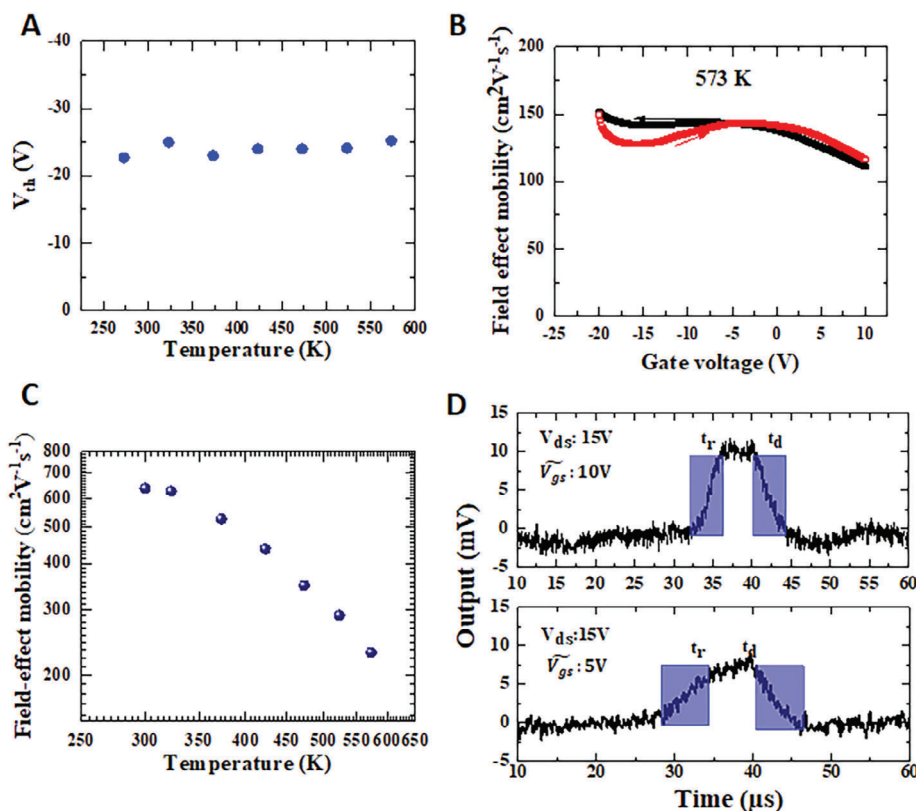 A
-40
-30
-20
-10
0
V_th (V)
250 300 350 400 450 500 550 600
Temperature (K)
B
573 K
200
150
100
50
0
Field effect mobility (cm²V⁻¹s⁻¹)
-20 -15 -10 -5 0 5 10
Gate voltage (V)
C
800
700
600
500
400
300
200
Field-effect mobility (cm²V⁻¹s⁻¹)
250 300 350 400 450 500 550 600 650
Temperature (K)
D
V_ds: 15V
V_gs: 10V
t_r t_d
15
10
5
0
-5
10 15 20 25 30 35 40 45 50 55 60
V_ds:15V
V_gs: 5V
t_r t_d
15
10
5
0
-5
10 20 30 40 50 60
Output (mV)
Time (μs)